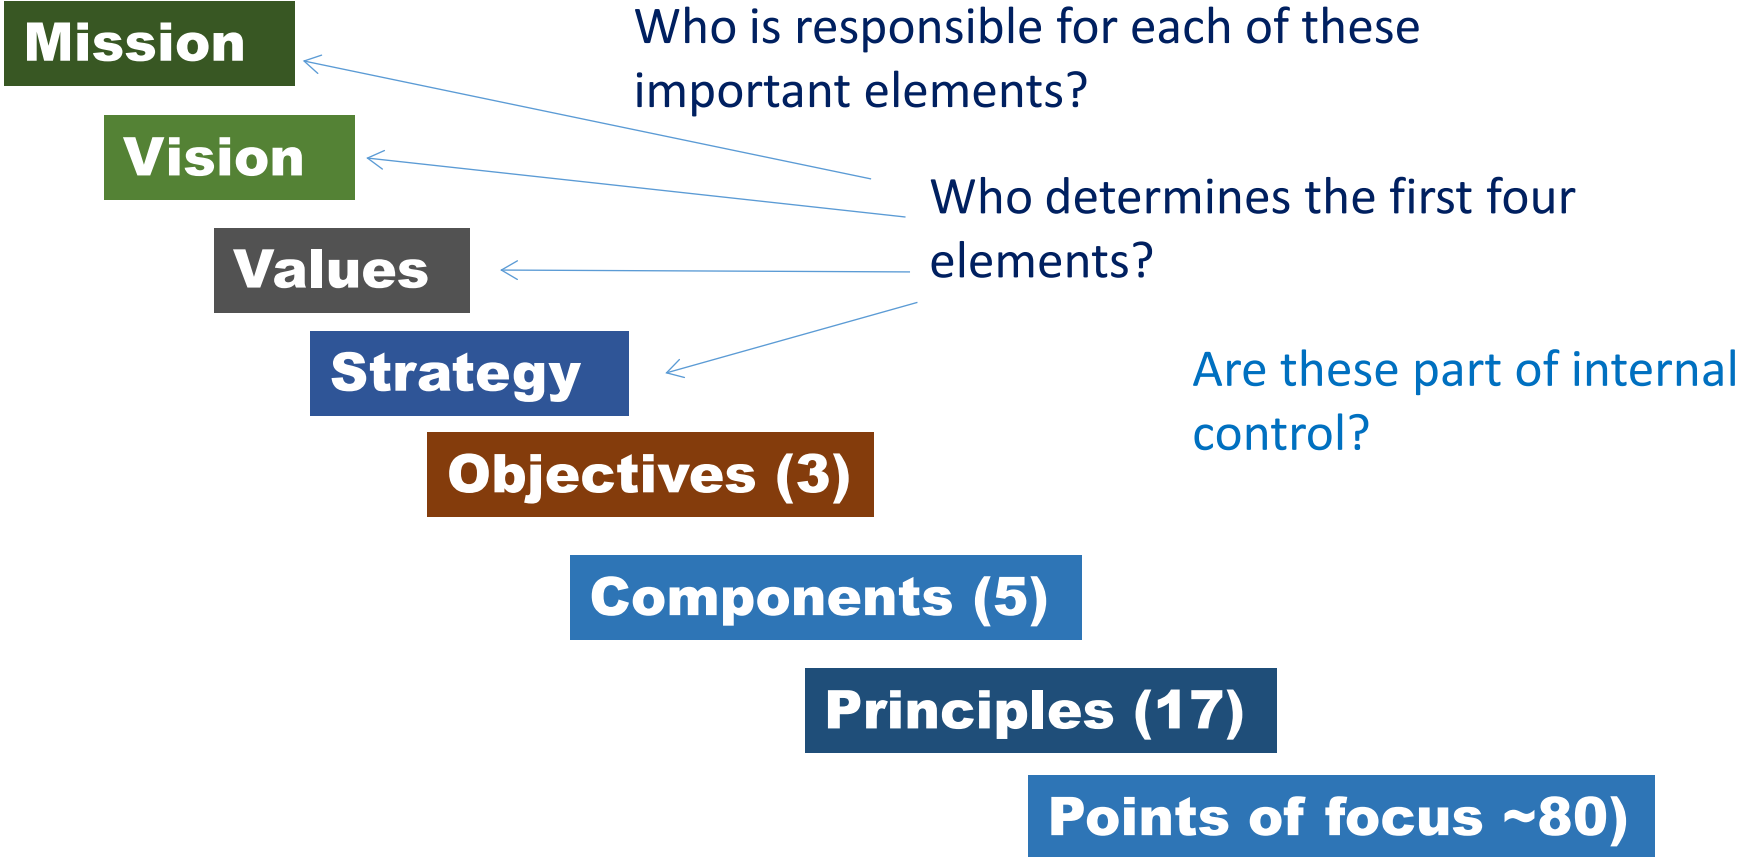 Mission
Who is responsible for each of these
important elements?
Vision
Who determines the first four
elements?
Values
Strategy
Are these part of internal
control?
Objectives (3)
Components (5)
Principles (17)
Points of focus ~80)